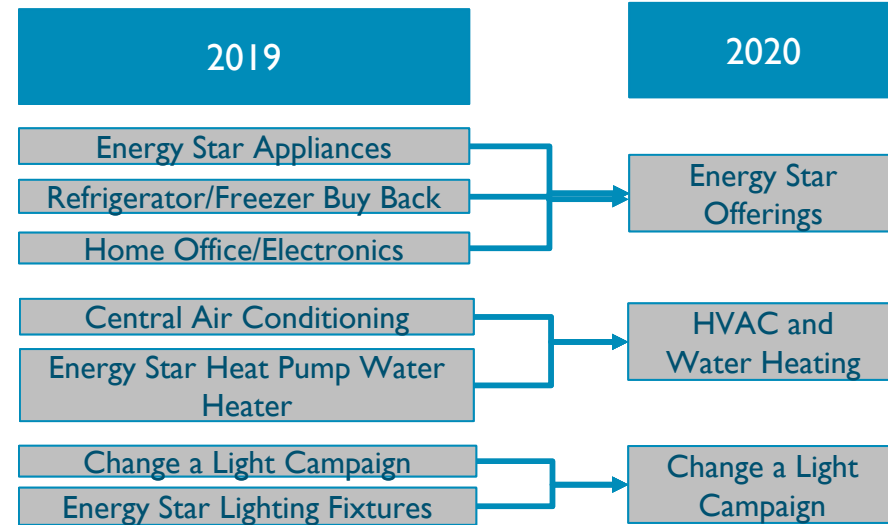 2019
2020
Energy Star Appliances
Refrigerator/Freezer Buy Back
Home Office/Electronics
Energy Star
Offerings
Central Air Conditioning
Energy Star Heat Pump Water
Heater
HVAC and
Water Heating
Change a Light Campaign
Energy Star Lighting Fixtures
Change a Light
Campaign